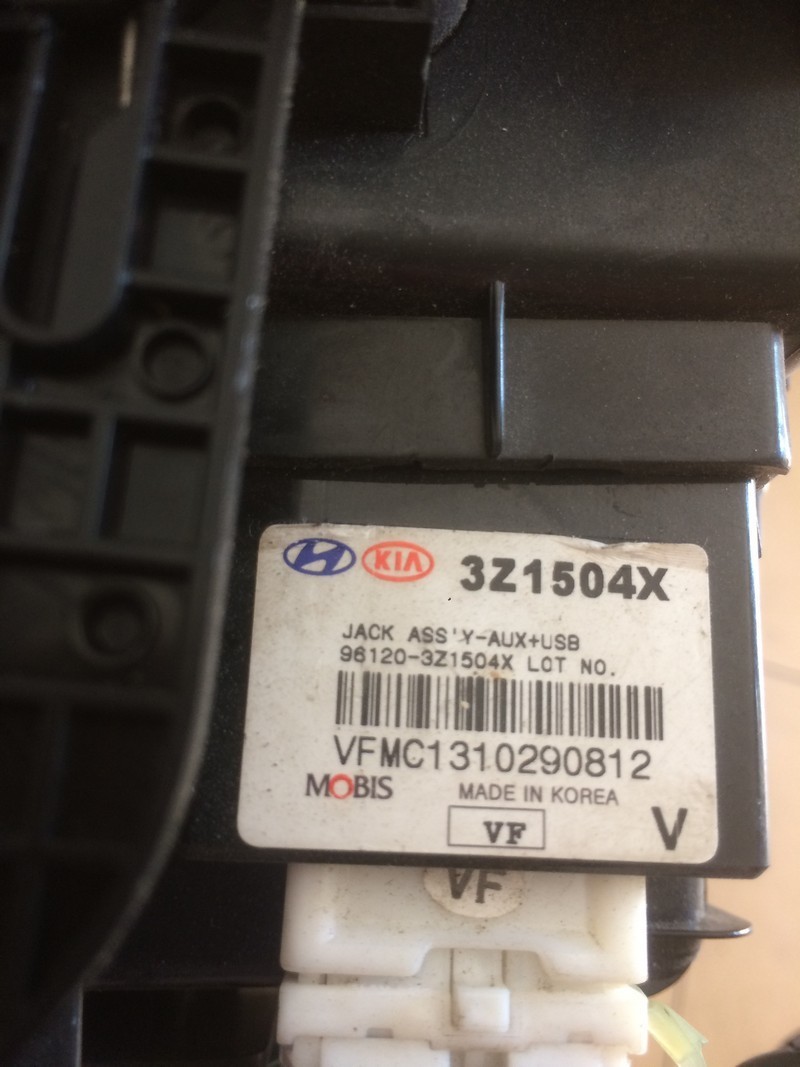 KIA 3Z1504X
JACK ASS'Y-AUX+USB
96120-3Z1504X LOT NO.
VFMC1310290812
MOBIS MADE IN KOREA
VF V
VF